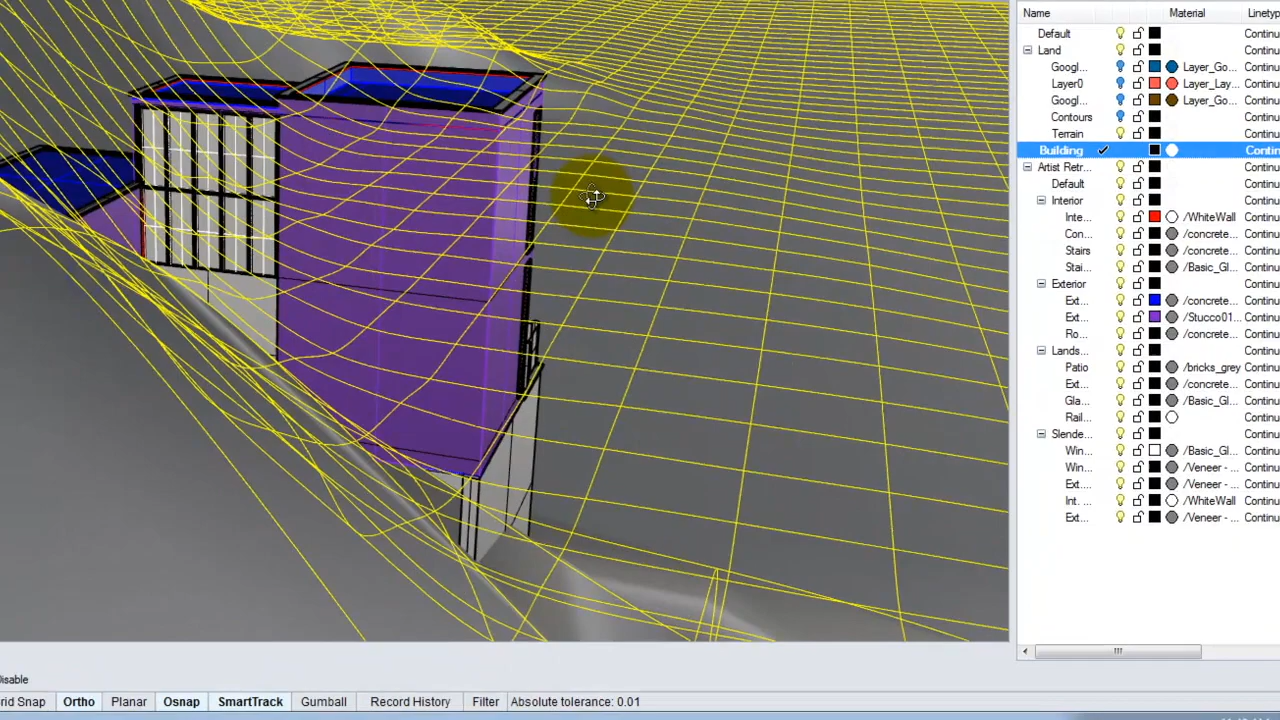 Name Material Linetyp
Default Continu
Land Continu
Googl... Layer_Go... Continu
Layer0 Layer_Lay... Continu
Googl... Layer_Go... Continu
Contours Continu
Terrain Continu
Building Contin
Artist Retr... Continu
Default Continu
Interior Continu
Inte... /WhiteWall Continu
Con... /concrete... Continu
Stairs /concrete... Continu
Stai... /Basic_Gl... Continu
Exterior Continu
Ext... /concrete... Continu
Ext... /Stucco01... Continu
Ro... /concrete... Continu
Lands... Continu
Patio /bricks_grey Continu
Ext... /concrete... Continu
Gla... /Basic_Gl... Continu
Rail... Continu
Slende... Continu
Win... /Basic_Gl... Continu
Win... /Veneer - ... Continu
Ext.... /Veneer - ... Continu
Int. ... /WhiteWall Continu
Ext... /Veneer - ... Continu
Disable
rid Snap Ortho Planar Osnap SmartTrack Gumball Record History Filter Absolute tolerance: 0.01